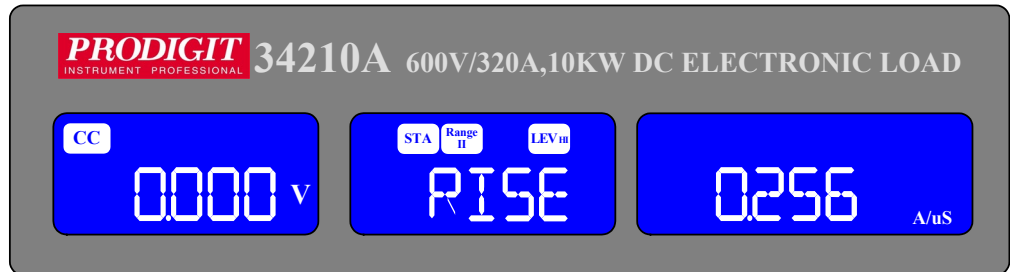 PRODIGIT
INSTRUMENT PROFESSIONAL
34210A 600V/320A,10KW DC ELECTRONIC LOAD
CC
0.000 V
STA Range II LEV HI
RISE
0.256 A/uS